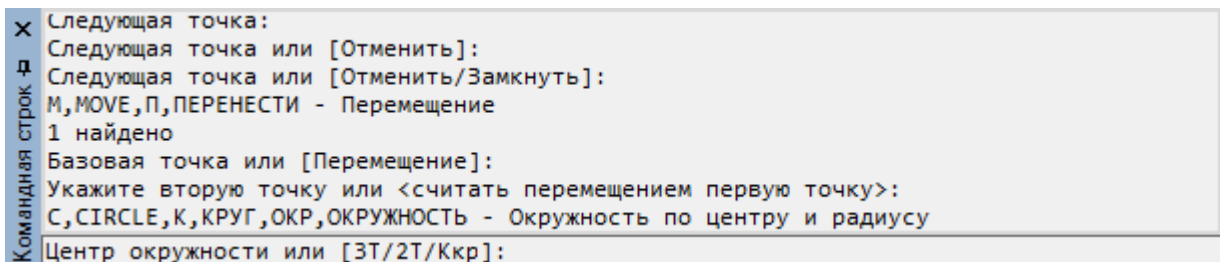 Следующая точка:
Следующая точка или [Отменить]:
Следующая точка или [Отменить/Замкнуть]:
М,MOVE,П,ПЕРЕНЕСТИ - Перемещение
1 найдено
Базовая точка или [Перемещение]:
Укажите вторую точку или <считать перемещением первую точку>:
C,CIRCLE,К,КРУГ,ОКР,ОКРУЖНОСТЬ - Окружность по центру и радиусу
Центр окружности или [3Т/2Т/Ккр]:
Командная строк